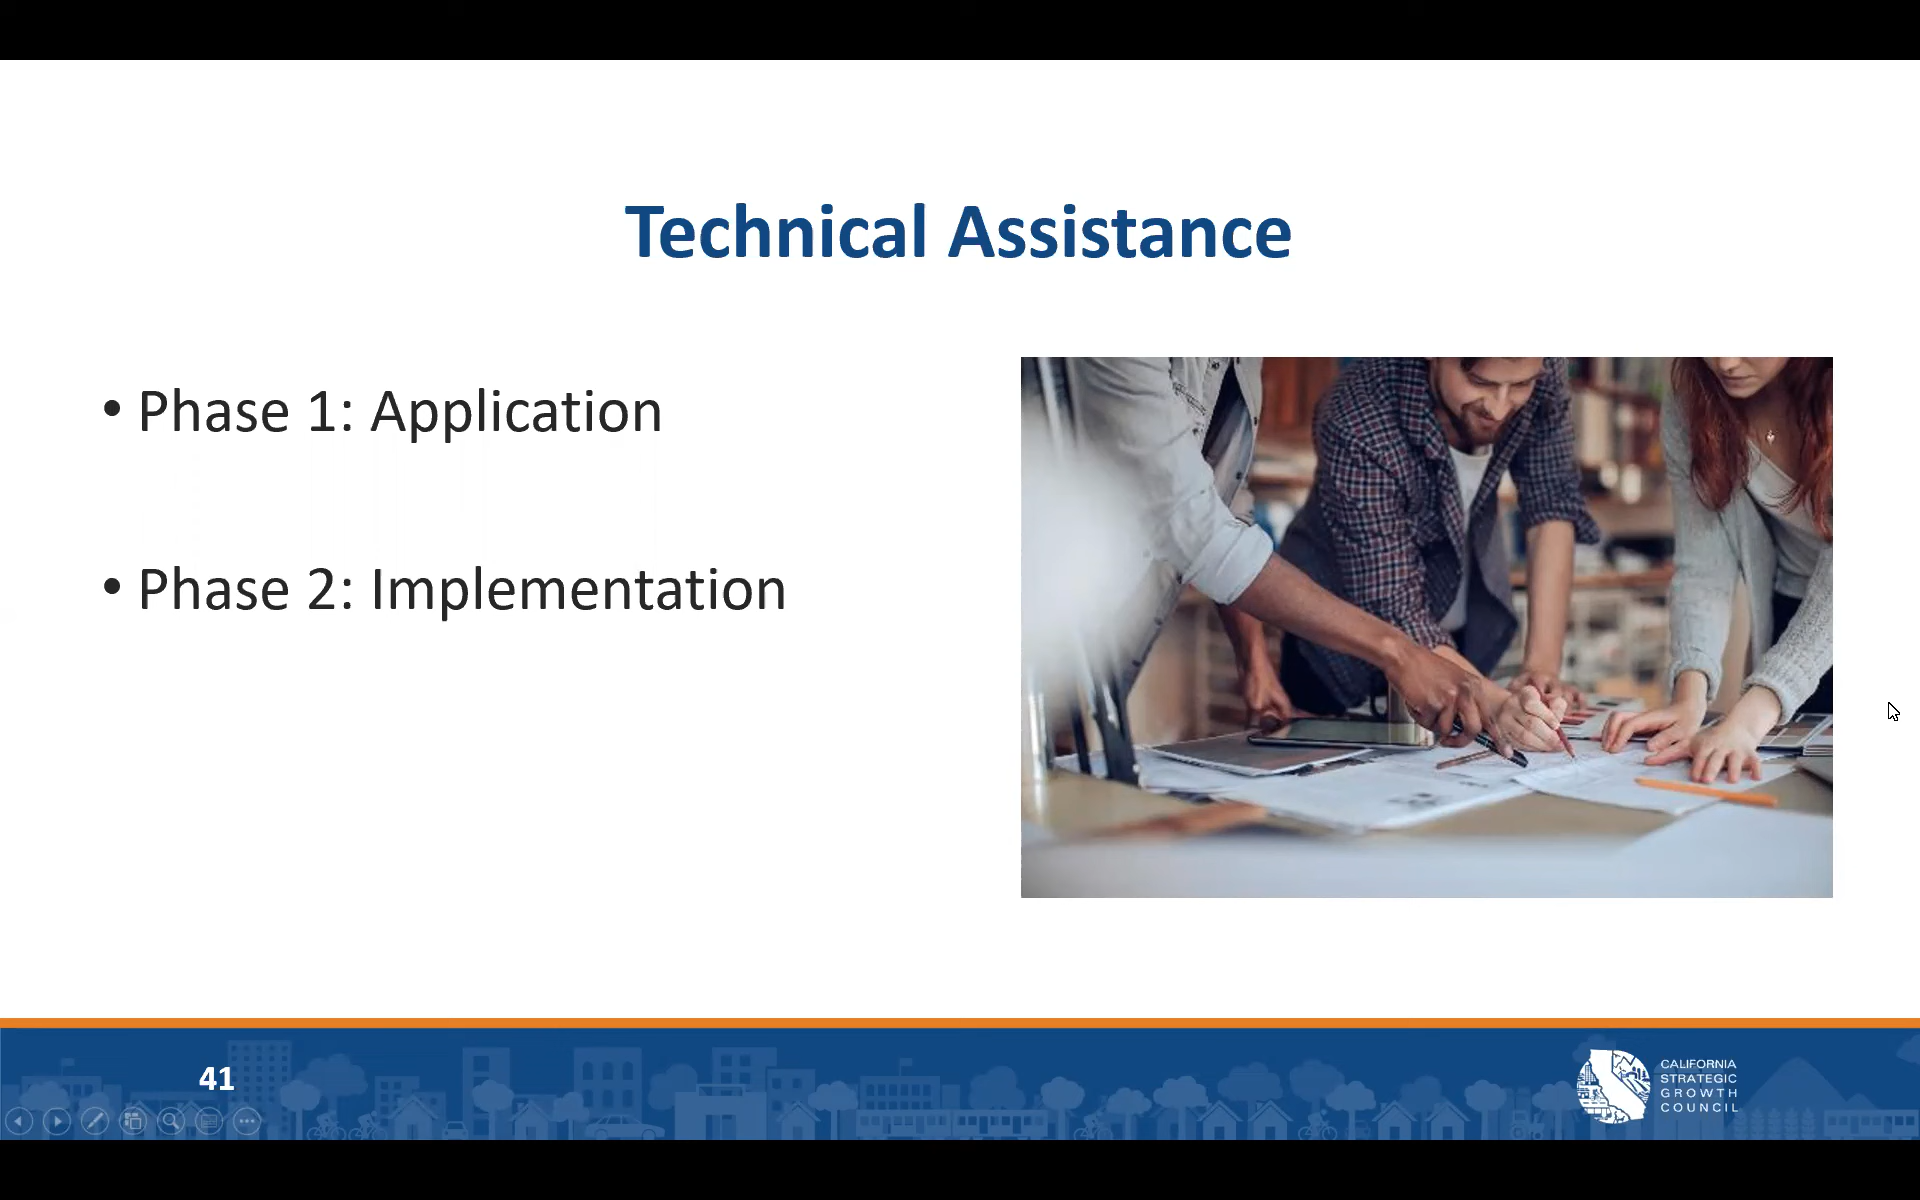 Technical Assistance
• Phase 1: Application
• Phase 2: Implementation
41
CALIFORNIA
STRATEGIC
GROWTH
COUNCIL